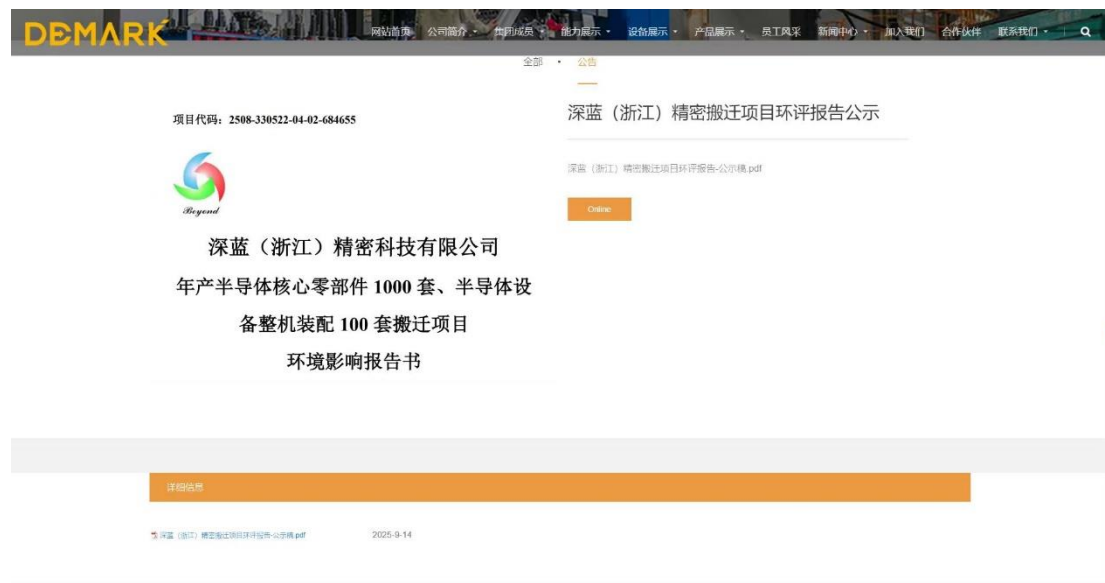 DEMARK
网站首页 公司简介 集团成员 能力展示 设备展示 产品展示 员工风采 新闻中心 加入我们 合作伙伴 联系我们
全部 • 公告
项目代码：2508-330522-04-02-684655
Beyond
深蓝（浙江）精密科技有限公司
年产半导体核心零部件 1000 套、半导体设
备整机装配 100 套搬迁项目
环境影响报告书
深蓝（浙江）精密搬迁项目环评报告公示
深蓝（浙江）精密搬迁项目环评报告-公示稿.pdf
Online
详细信息
深蓝（浙江）精密搬迁项目环评报告-公示稿.pdf 2025-9-14